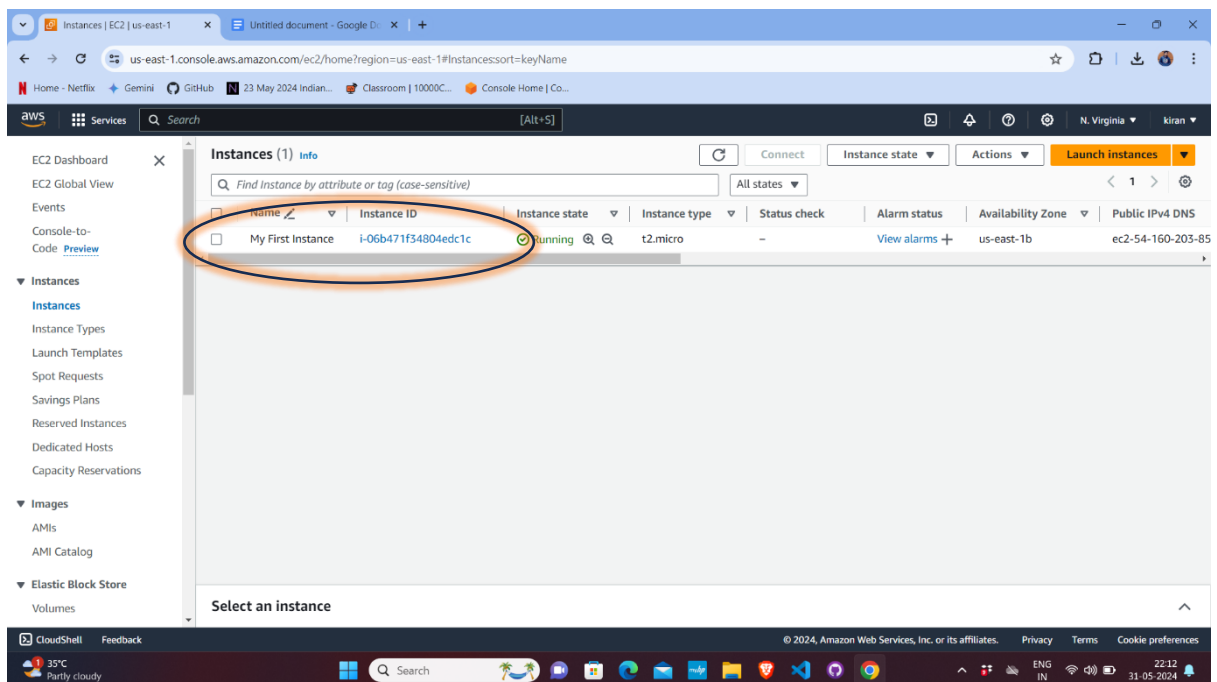 Instances | EC2 | us-east-1
Untitled document - Google D
us-east-1.console.aws.amazon.com/ec2/home?region=us-east-1#Instances:sort=keyName
Home - Netflix
Gemini
GitHub
23 May 2024 Indian...
Classroom | 10000C...
Console Home | Co...
aws
Services
Search
[Alt+S]
N. Virginia
kiran
EC2 Dashboard
EC2 Global View
Events
Console-to-
Code Preview
Instances
Instances
Instance Types
Launch Templates
Spot Requests
Savings Plans
Reserved Instances
Dedicated Hosts
Capacity Reservations
Images
AMIs
AMI Catalog
Elastic Block Store
Volumes
Instances (1) Info
Connect
Instance state
Actions
Launch instances
Find Instance by attribute or tag (case-sensitive)
All states
1
Name Instance ID Instance state Instance type Status check Alarm status Availability Zone Public IPv4 DNS
My First Instance i-06b471f34804edc1c Running t2.micro – View alarms + us-east-1b ec2-54-160-203-85
Select an instance
CloudShell Feedback
© 2024, Amazon Web Services, Inc. or its affiliates. Privacy Terms Cookie preferences
1
35°C
Partly cloudy
Search
ENG
IN
22:12
31-05-2024